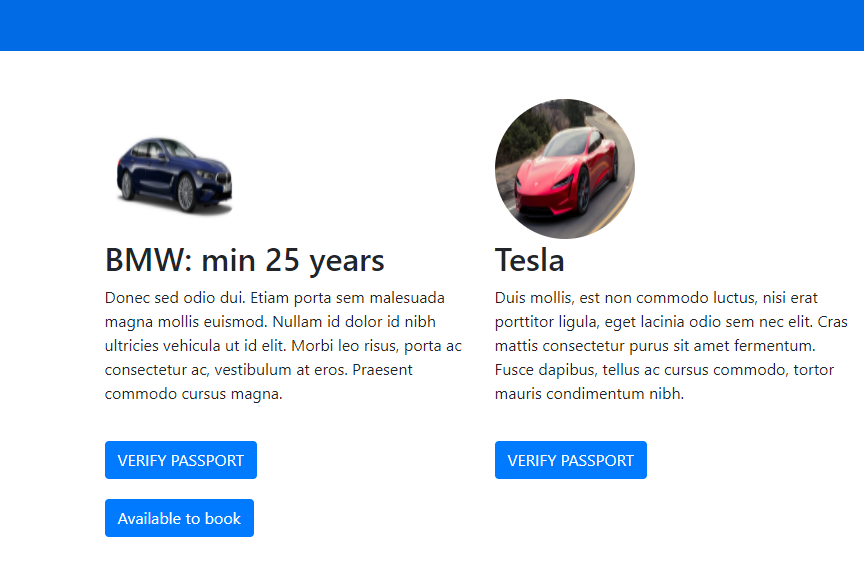 BMW: min 25 years
Donec sed odio dui. Etiam porta sem malesuada
magna mollis euismod. Nullam id dolor id nibh
ultricies vehicula ut id elit. Morbi leo risus, porta ac
consectetur ac, vestibulum at eros. Praesent
commodo cursus magna.
VERIFY PASSPORT
Available to book
Tesla
Duis mollis, est non commodo luctus, nisi erat
porttitor ligula, eget lacinia odio sem nec elit. Cras
mattis consectetur purus sit amet fermentum.
Fusce dapibus, tellus ac cursus commodo, tortor
mauris condimentum nibh.
VERIFY PASSPORT